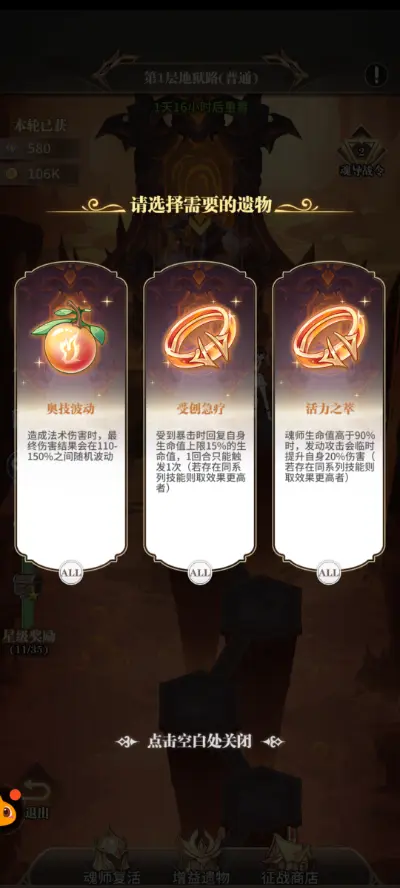 第1层地狱路(普通)
1天16小时后重置
本轮已获
580
106K
请选择需要的遗物
奥技波动
造成法术伤害时，最
终伤害结果会在110-
150%之间随机波动
ALL
受创急疗
受到暴击时回复自身
生命值上限15%的生
命值，1回合只能触
发1次（若存在同系
列技能则取效果更高
者）
ALL
活力之萃
魂师生命值高于90%
时，发动攻击会临时
提升自身20%伤害（
若存在同系列技能则
取效果更高者）
ALL
星级奖励
(11/35)
点击空白处关闭
退出
魂师复活
增益遗物
征战商店